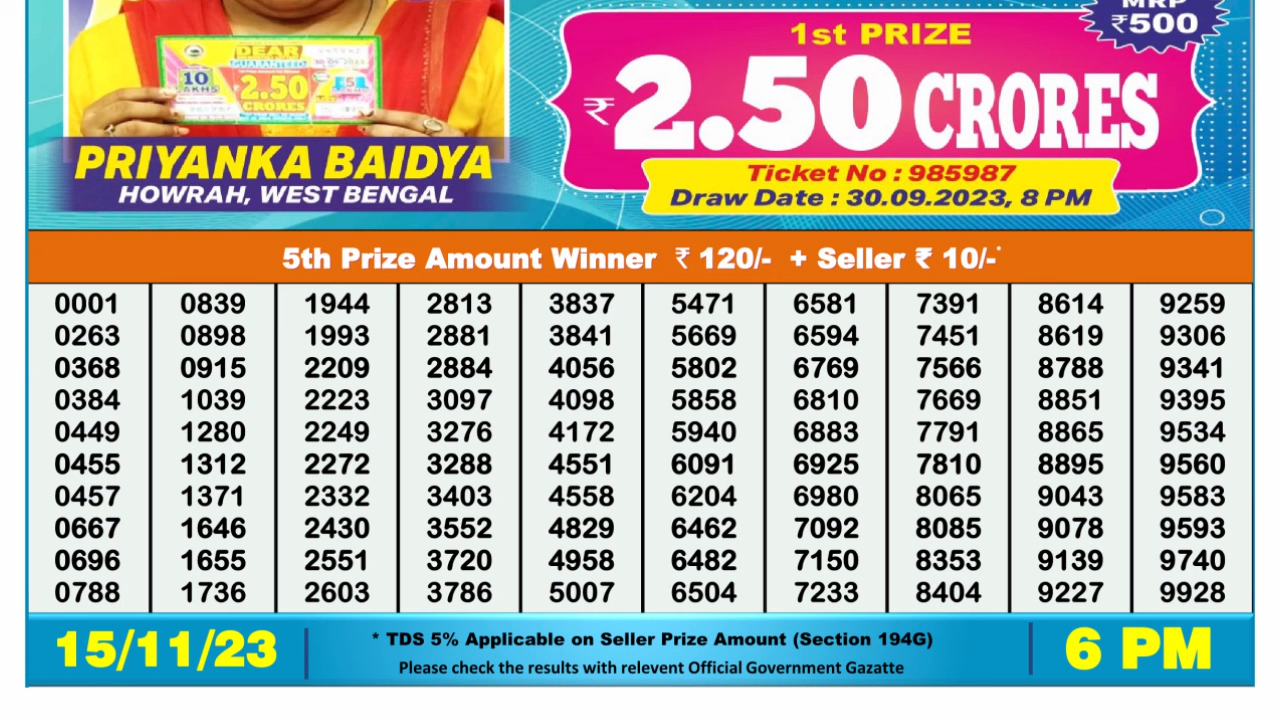 MRP
₹500
1st PRIZE
₹2.50 CRORES
Ticket No : 985987
Draw Date : 30.09.2023, 8 PM
DEAR
GUARANTEED
10
2.50
CRORES
PRIYANKA BAIDYA
HOWRAH, WEST BENGAL
5th Prize Amount Winner ₹ 120/- + Seller ₹ 10/-*
0001 0839 1944 2813 3837 5471 6581 7391 8614 9259
0263 0898 1993 2881 3841 5669 6594 7451 8619 9306
0368 0915 2209 2884 4056 5802 6769 7566 8788 9341
0384 1039 2223 3097 4098 5858 6810 7669 8851 9395
0449 1280 2249 3276 4172 5940 6883 7791 8865 9534
0455 1312 2272 3288 4551 6091 6925 7810 8895 9560
0457 1371 2332 3403 4558 6204 6980 8065 9043 9583
0667 1646 2430 3552 4829 6462 7092 8085 9078 9593
0696 1655 2551 3720 4958 6482 7150 8353 9139 9740
0788 1736 2603 3786 5007 6504 7233 8404 9227 9928
15/11/23
* TDS 5% Applicable on Seller Prize Amount (Section 194G)
Please check the results with relevent Official Government Gazatte
6 PM